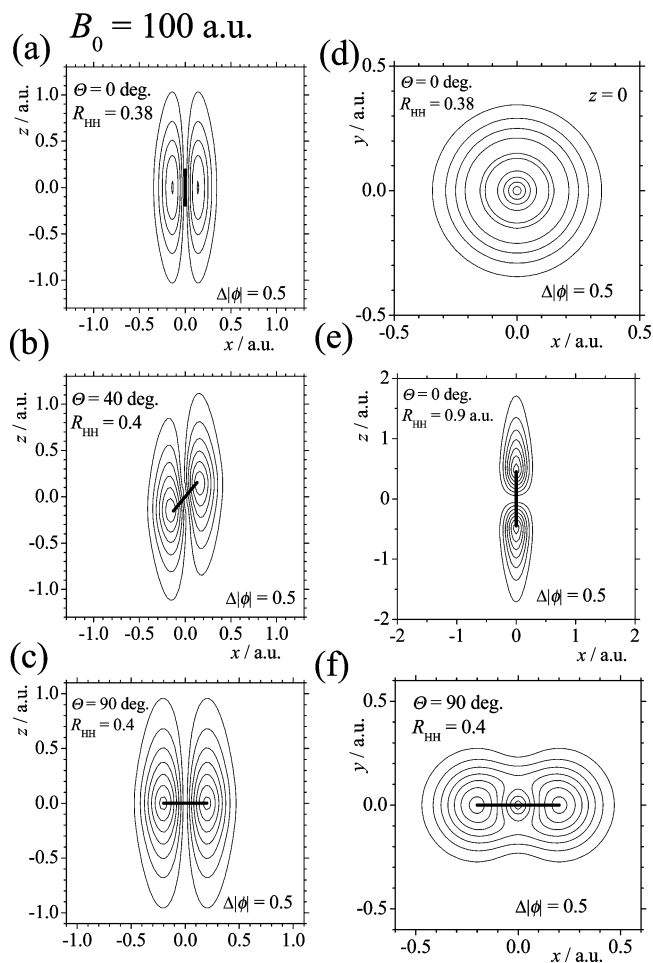 B₀ = 100 a.u.
(a)
Θ = 0 deg.
R_HH = 0.38
z / a.u.
1.0
0.5
0.0
-0.5
-1.0
Δ|ϕ| = 0.5
-1.0 -0.5 0.0 0.5 1.0
x / a.u.
(d)
Θ = 0 deg.
R_HH = 0.38
z = 0
y / a.u.
0.5
0.0
-0.5
Δ|ϕ| = 0.5
-0.5 0.0 0.5
x / a.u.
(b)
Θ = 40 deg.
R_HH = 0.4
z / a.u.
1.0
0.5
0.0
-0.5
-1.0
Δ|ϕ| = 0.5
-1.0 -0.5 0.0 0.5 1.0
x / a.u.
(e)
Θ = 0 deg.
R_HH = 0.9 a.u.
z / a.u.
2
1
0
-1
-2
Δ|ϕ| = 0.5
-2 -1 0 1 2
x / a.u.
(c)
Θ = 90 deg.
R_HH = 0.4
z / a.u.
1.0
0.5
0.0
-0.5
-1.0
Δ|ϕ| = 0.5
-1.0 -0.5 0.0 0.5 1.0
x / a.u.
(f)
Θ = 90 deg.
R_HH = 0.4
y / a.u.
0.5
0.0
-0.5
Δ|ϕ| = 0.5
-0.5 0.0 0.5
x / a.u.